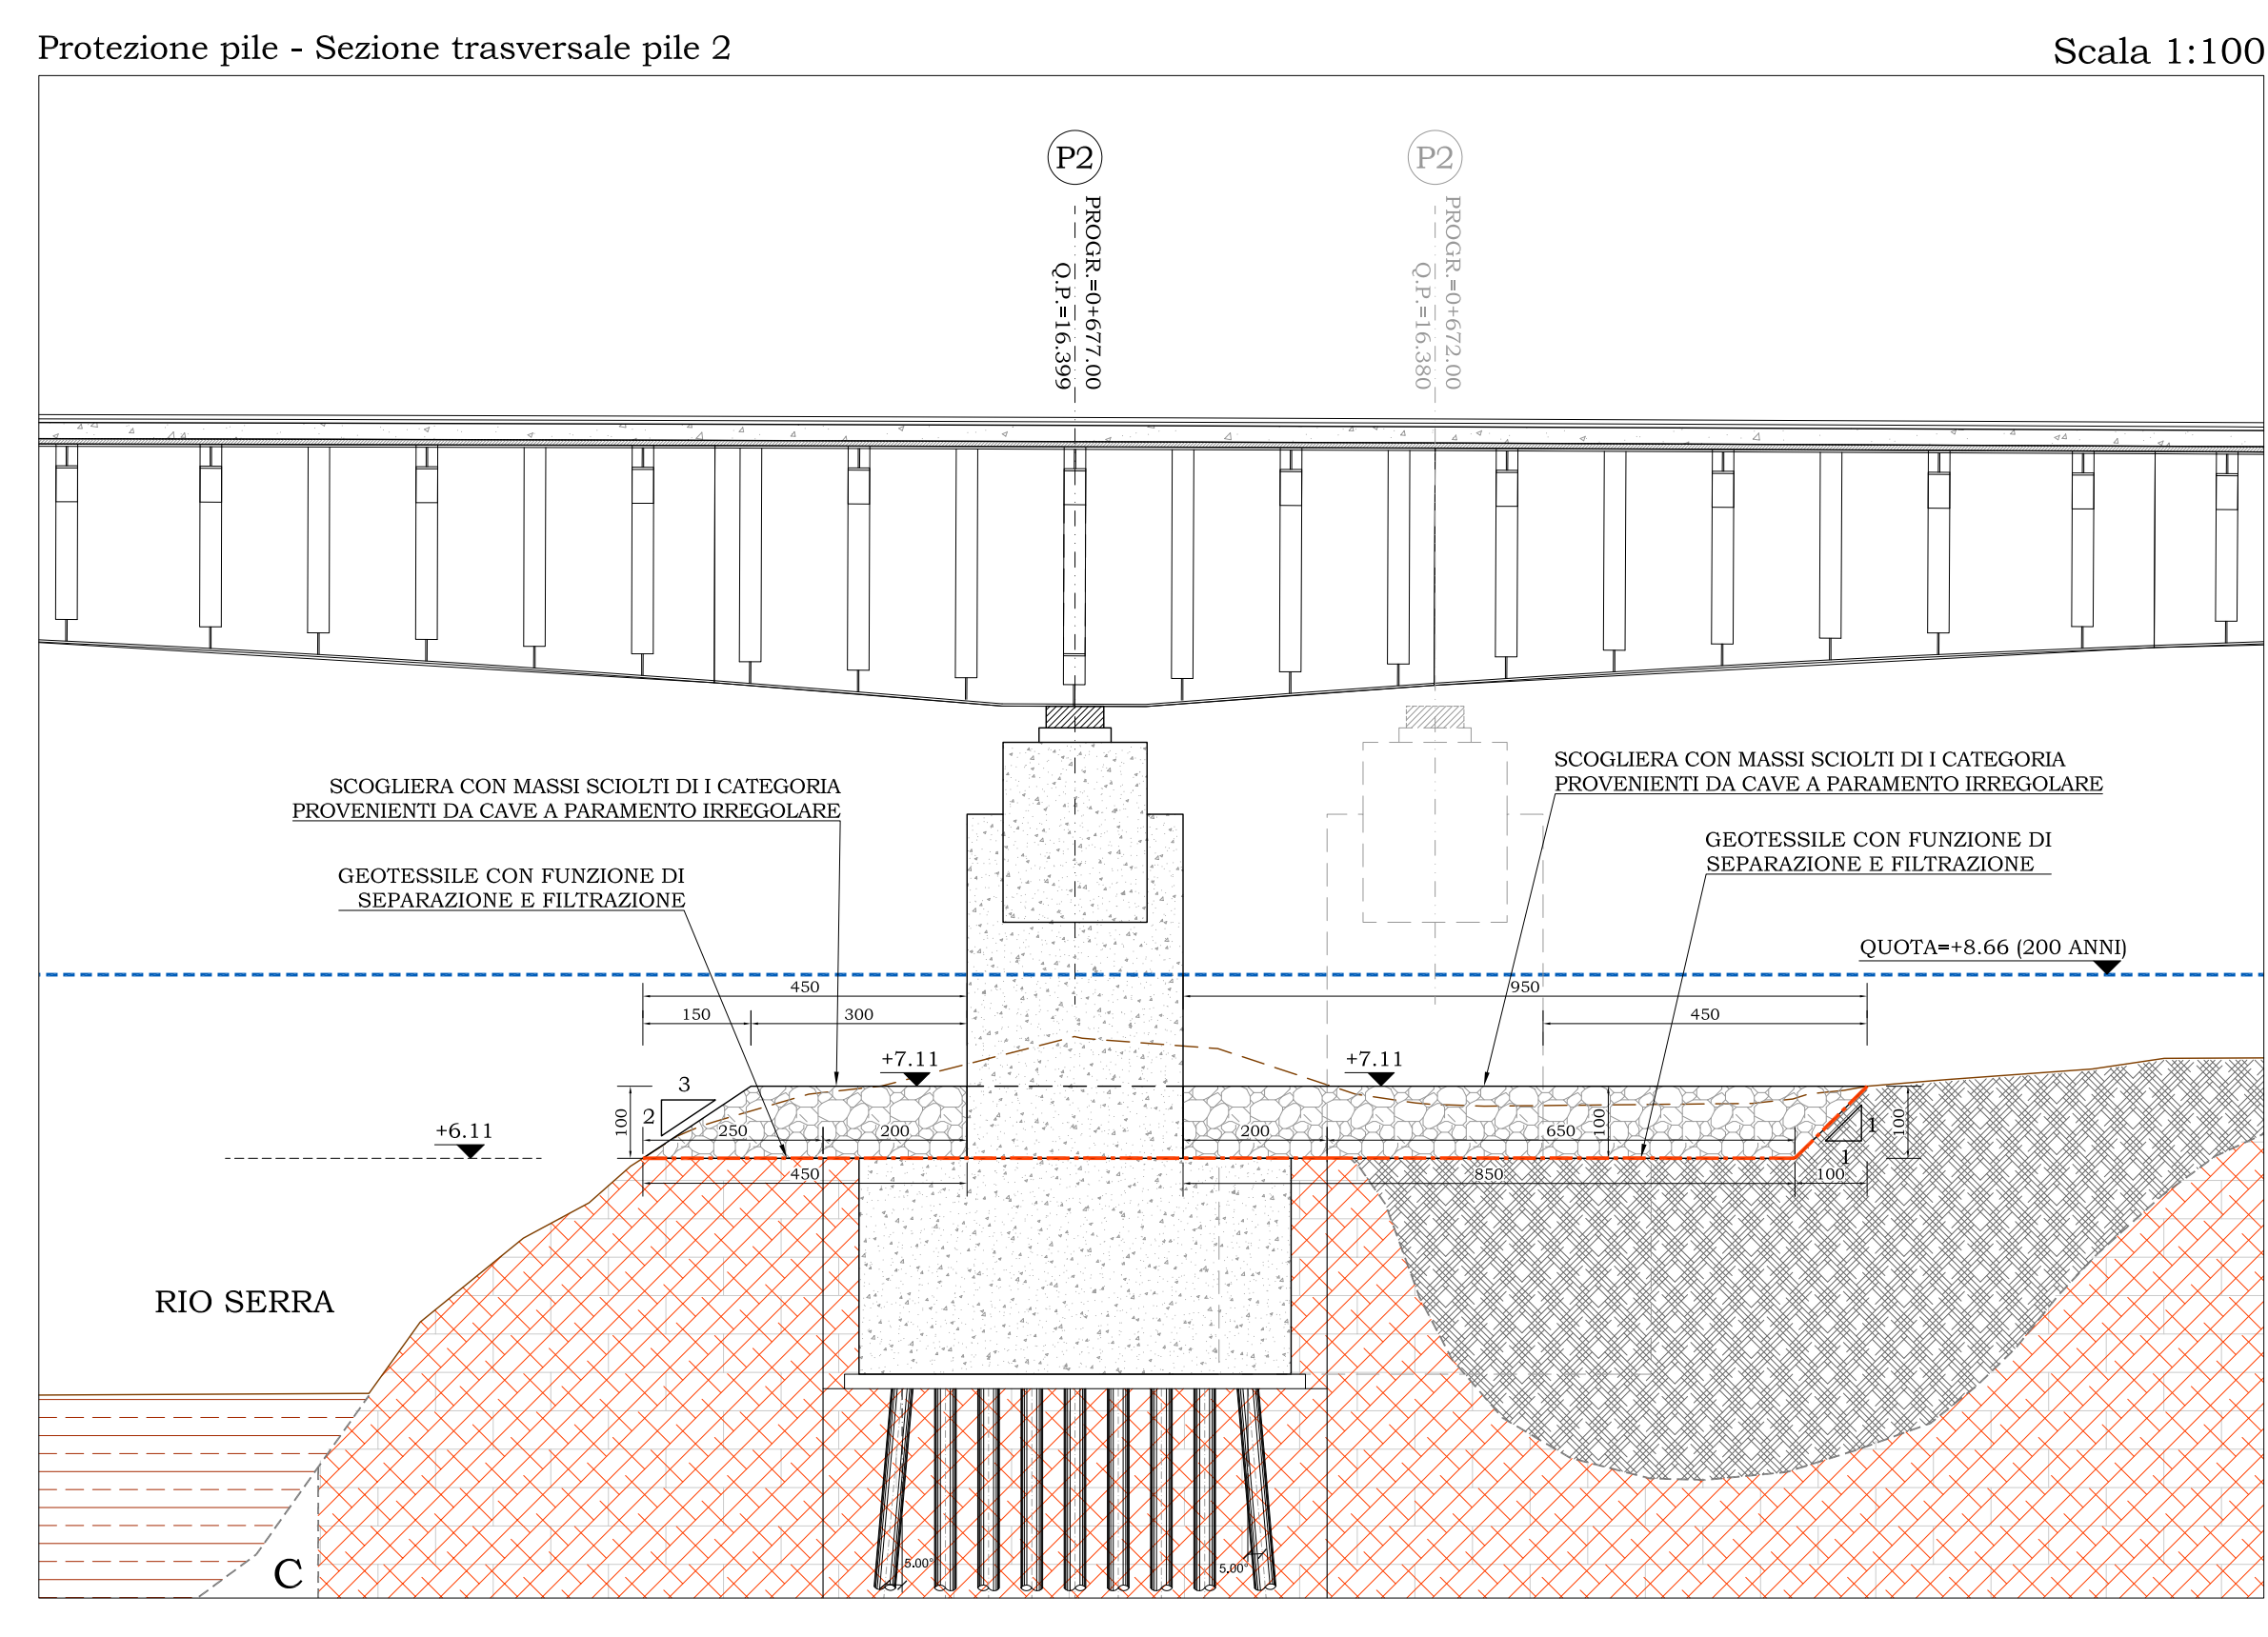 Protezione pile - Sezione trasversale pile 2
Scala 1:100
P2
P2
PROGR.=0+677.00
Q.P.=16.399
PROGR.=0+672.00
Q.P.=16.380
SCOGLIERA CON MASSI SCIOLTI DI I CATEGORIA
PROVENIENTI DA CAVE A PARAMENTO IRREGOLARE
SCOGLIERA CON MASSI SCIOLTI DI I CATEGORIA
PROVENIENTI DA CAVE A PARAMENTO IRREGOLARE
GEOTESSILE CON FUNZIONE DI
SEPARAZIONE E FILTRAZIONE
GEOTESSILE CON FUNZIONE DI
SEPARAZIONE E FILTRAZIONE
QUOTA=+8.66 (200 ANNI)
450
950
150
300
450
+7.11
+7.11
3
2
100
100
100
1
1
+6.11
250
200
200
650
450
850
100
RIO SERRA
C
5.00°
5.00°